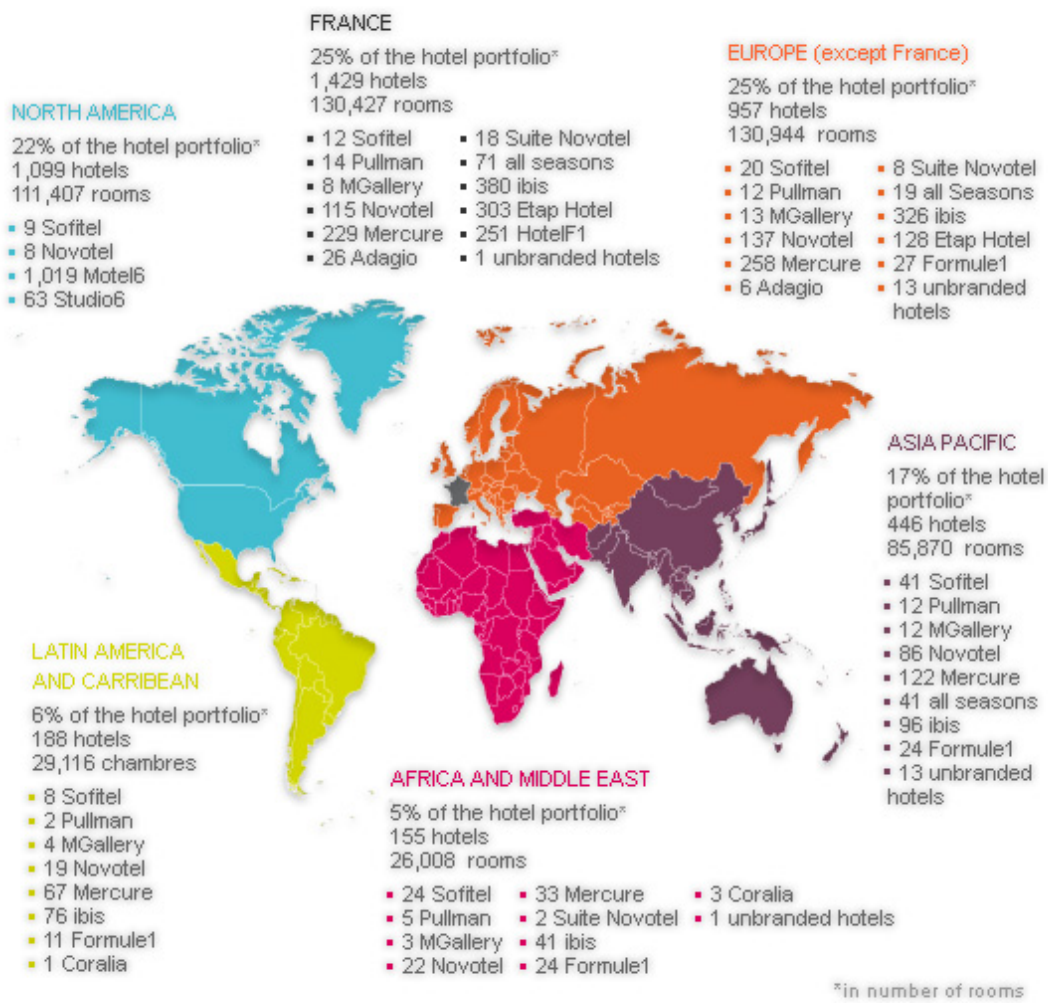 FRANCE
25% of the hotel portfolio*
1,429 hotels
130,427 rooms
▪ 12 Sofitel
▪ 14 Pullman
▪ 8 MGallery
▪ 115 Novotel
▪ 229 Mercure
▪ 26 Adagio
▪ 18 Suite Novotel
▪ 71 all seasons
▪ 380 ibis
▪ 303 Etap Hotel
▪ 251 HotelF1
▪ 1 unbranded hotels
EUROPE (except France)
25% of the hotel portfolio*
957 hotels
130,944 rooms
▪ 20 Sofitel
▪ 12 Pullman
▪ 13 MGallery
▪ 137 Novotel
▪ 258 Mercure
▪ 6 Adagio
▪ 8 Suite Novotel
▪ 19 all Seasons
▪ 326 ibis
▪ 128 Etap Hotel
▪ 27 Formule1
▪ 13 unbranded
hotels
NORTH AMERICA
22% of the hotel portfolio*
1,099 hotels
111,407 rooms
▪ 9 Sofitel
▪ 8 Novotel
▪ 1,019 Motel6
▪ 63 Studio6
ASIA PACIFIC
17% of the hotel
portfolio*
446 hotels
85,870 rooms
▪ 41 Sofitel
▪ 12 Pullman
▪ 12 MGallery
▪ 86 Novotel
▪ 122 Mercure
▪ 41 all seasons
▪ 96 ibis
▪ 24 Formule1
▪ 13 unbranded
hotels
LATIN AMERICA
AND CARRIBEAN
6% of the hotel portfolio*
188 hotels
29,116 chambres
▪ 8 Sofitel
▪ 2 Pullman
▪ 4 MGallery
▪ 19 Novotel
▪ 67 Mercure
▪ 76 ibis
▪ 11 Formule1
▪ 1 Coralia
AFRICA AND MIDDLE EAST
5% of the hotel portfolio*
155 hotels
26,008 rooms
▪ 24 Sofitel
▪ 5 Pullman
▪ 3 MGallery
▪ 22 Novotel
▪ 33 Mercure
▪ 2 Suite Novotel
▪ 41 ibis
▪ 24 Formule1
▪ 3 Coralia
▪ 1 unbranded hotels
*in number of rooms